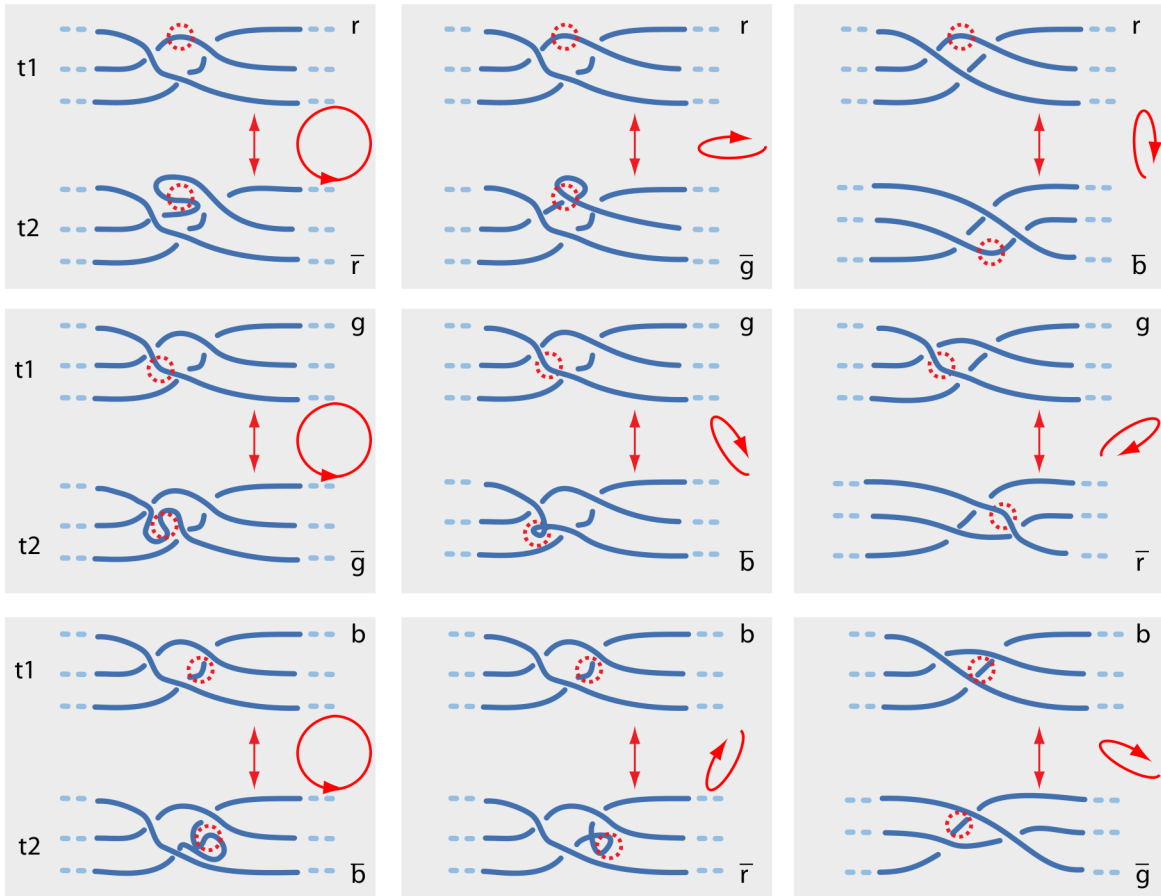 r r r
t1
t2
r̅ g̅ b̅
g g g
t1
t2
g̅ b̅ r̅
b b b
t1
t2
b̅ r̅ g̅